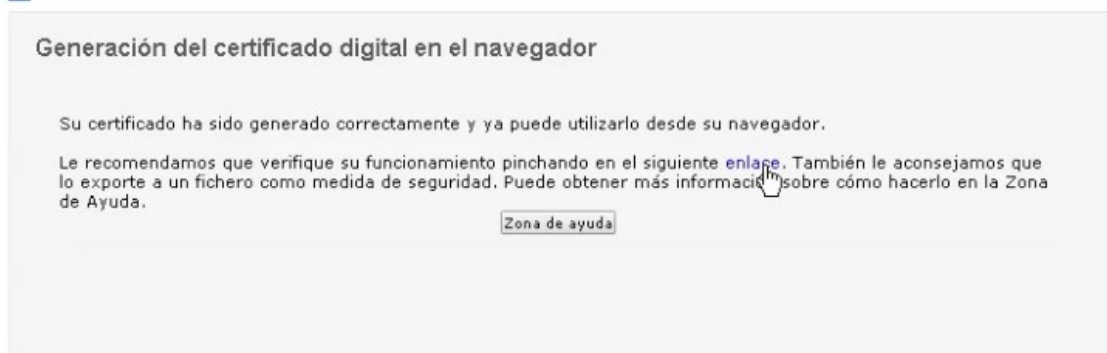 Generación del certificado digital en el navegador
Su certificado ha sido generado correctamente y ya puede utilizarlo desde su navegador.
Le recomendamos que verifique su funcionamiento pinchando en el siguiente enlace. También le aconsejamos que
lo exporte a un fichero como medida de seguridad. Puede obtener más información sobre cómo hacerlo en la Zona
de Ayuda.
Zona de ayuda